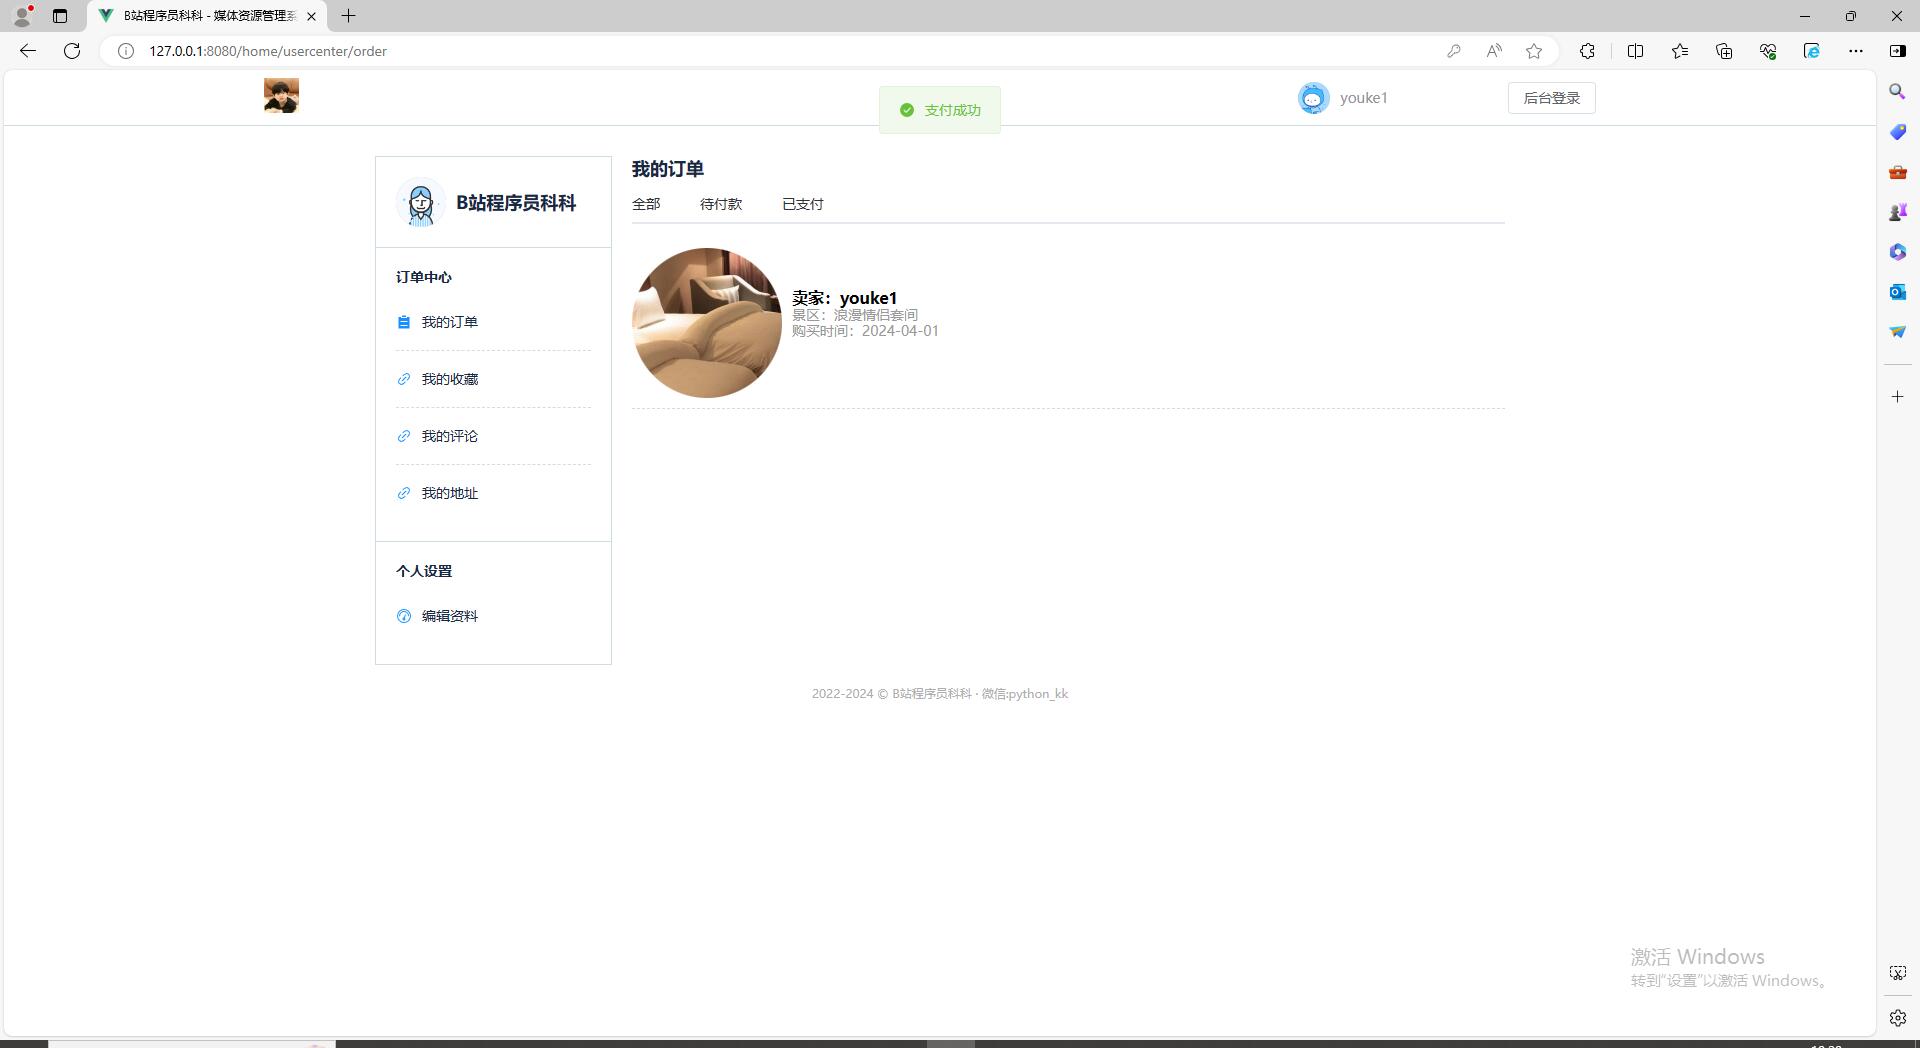 B站程序员科科 - 媒体资源管理系
127.0.0.1:8080/home/usercenter/order
支付成功
youke1
后台登录
B站程序员科科
订单中心
我的订单
我的收藏
我的评论
我的地址
个人设置
编辑资料
我的订单
全部 待付款 已支付
卖家：youke1
景区：浪漫情侣套间
购买时间：2024-04-01
2022-2024 © B站程序员科科 · 微信:python_kk
激活 Windows
转到“设置”以激活 Windows。